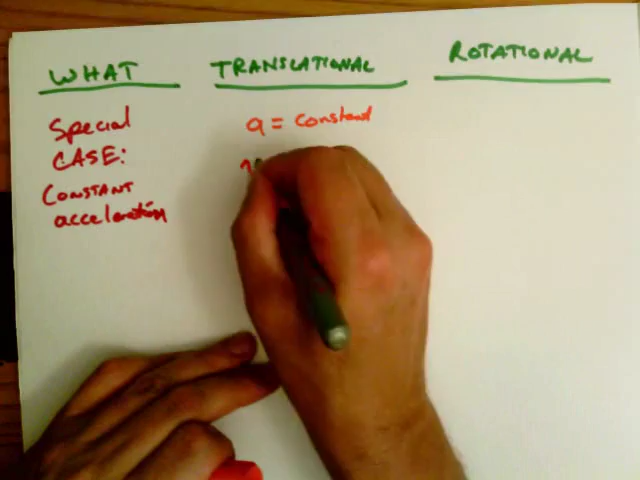 WHAT TRANSLATIONAL ROTATIONAL
Special
CASE:
CONSTANT
acceleration
a = constant